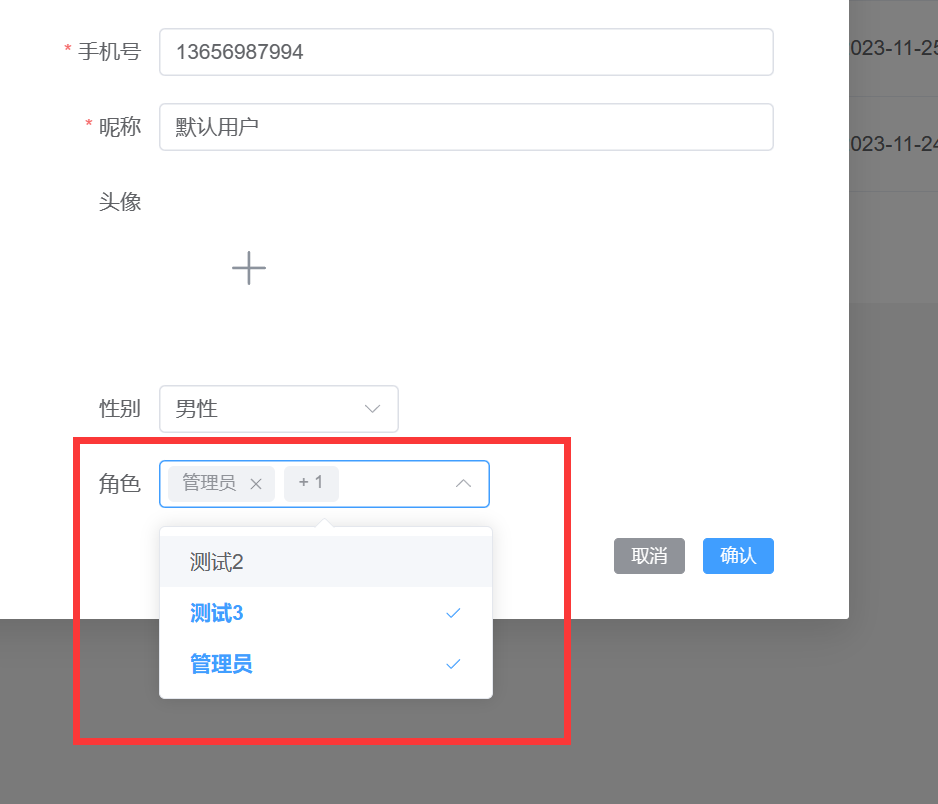 * 手机号 13656987994
023-11-25
* 昵称 默认用户
023-11-24
头像
性别 男性
角色 管理员 + 1
测试2
取消 确认
测试3
管理员